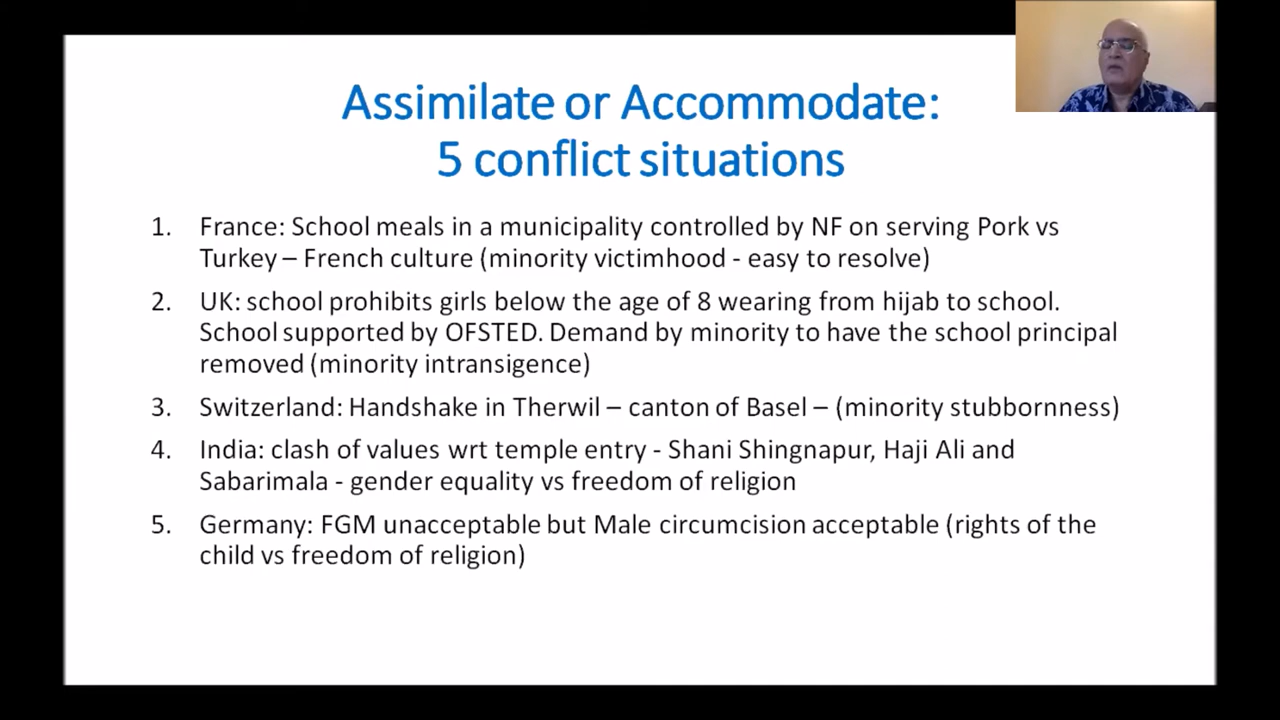 Assimilate or Accommodate:
5 conflict situations
1. France: School meals in a municipality controlled by NF on serving Pork vs
Turkey – French culture (minority victimhood - easy to resolve)
2. UK: school prohibits girls below the age of 8 wearing from hijab to school.
School supported by OFSTED. Demand by minority to have the school principal
removed (minority intransigence)
3. Switzerland: Handshake in Therwil – canton of Basel – (minority stubbornness)
4. India: clash of values wrt temple entry - Shani Shingnapur, Haji Ali and
Sabarimala - gender equality vs freedom of religion
5. Germany: FGM unacceptable but Male circumcision acceptable (rights of the
child vs freedom of religion)